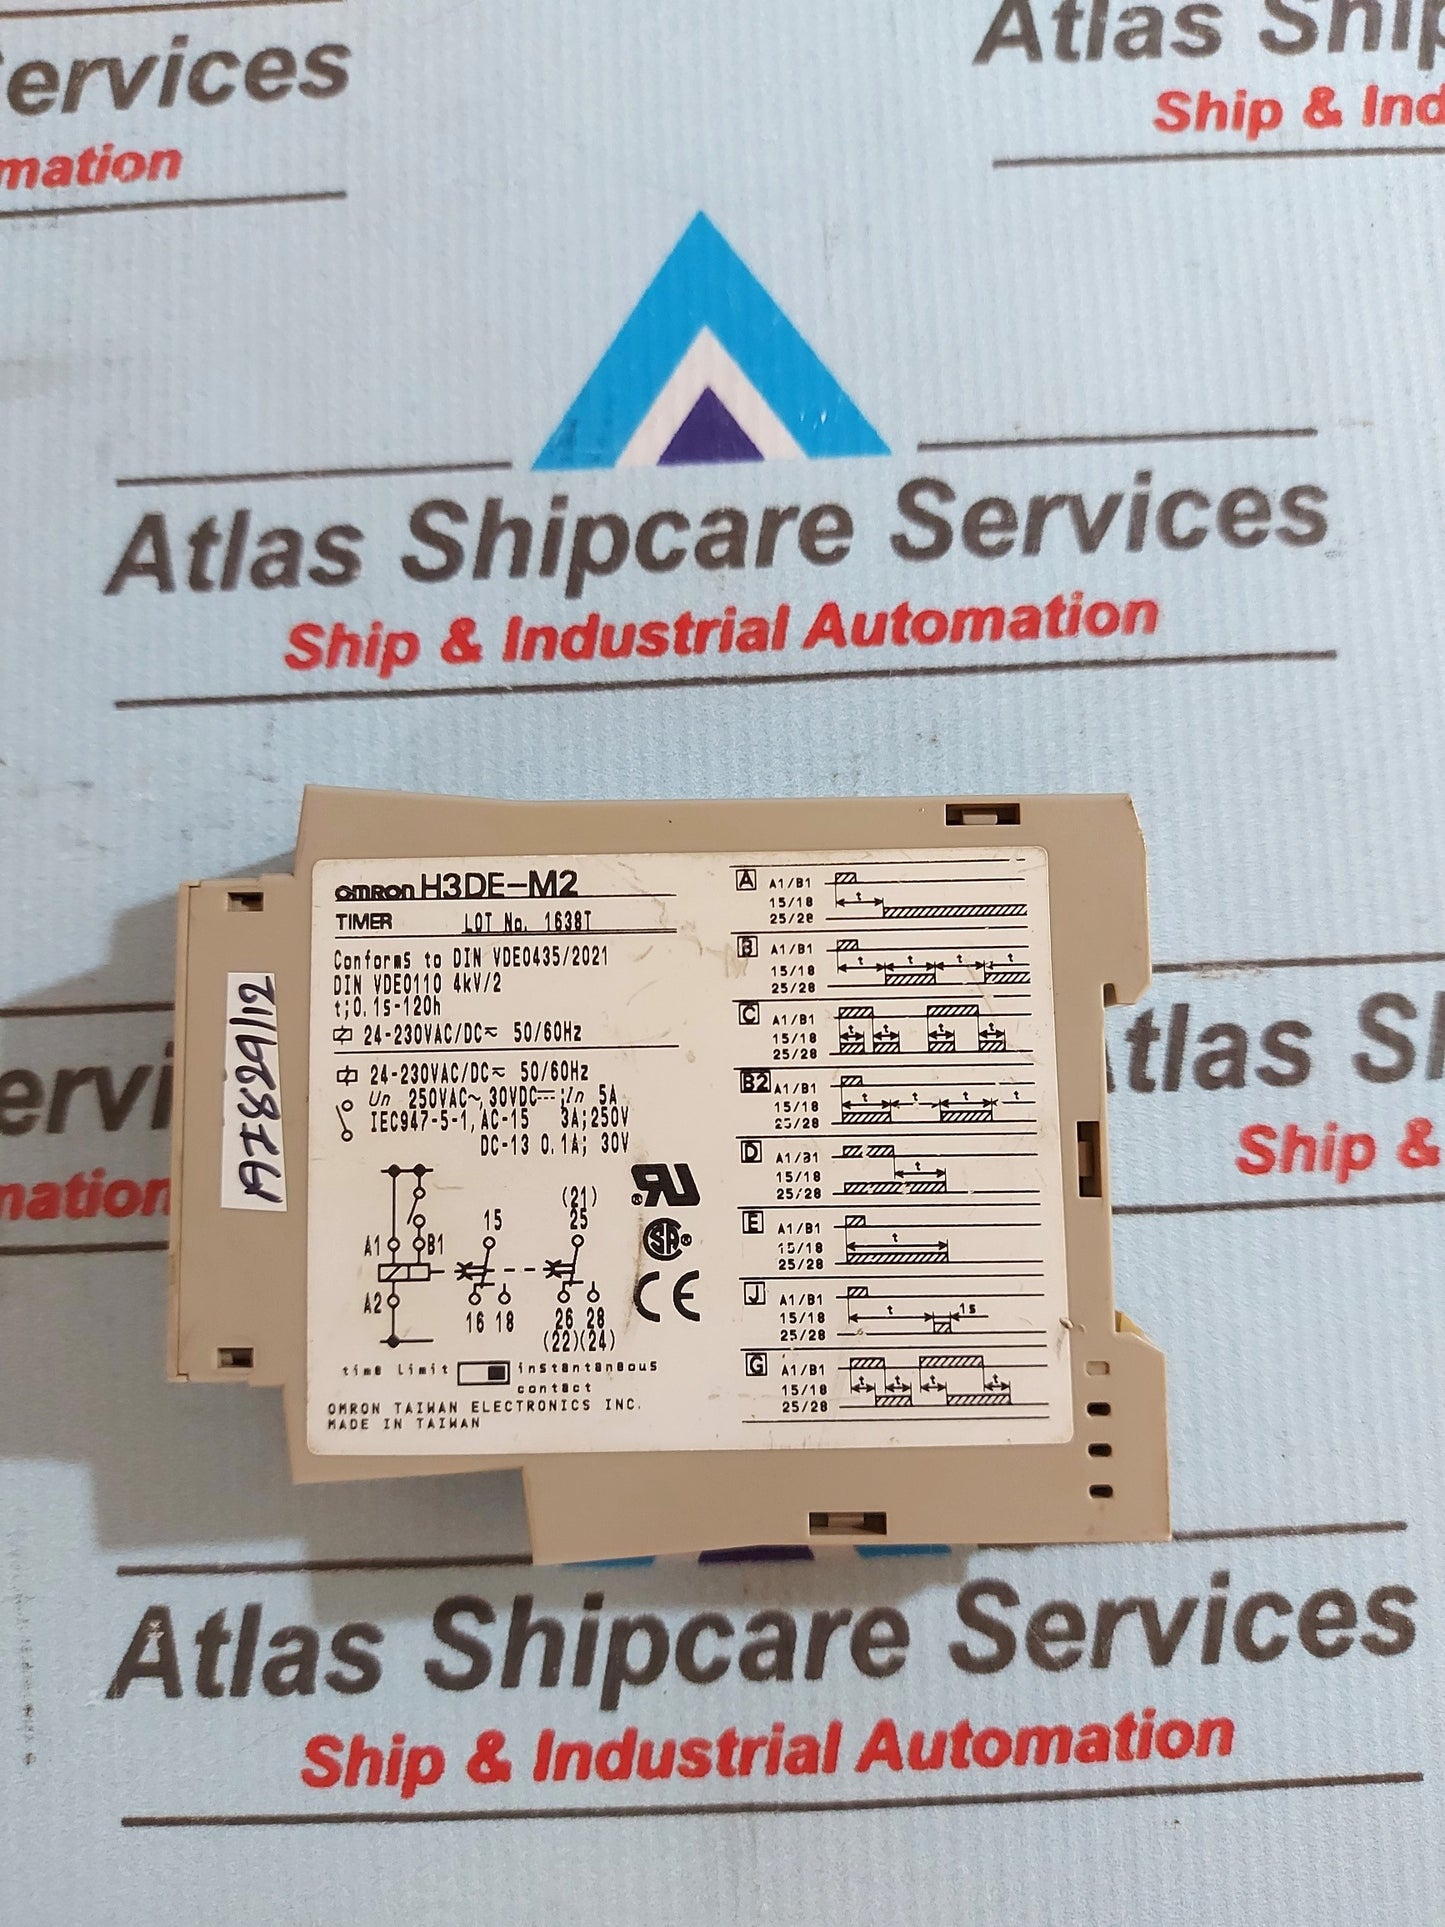 ervices
mation
Atlas Ship
Ship & Ind
Atlas Shipcare Services
Ship & Industrial Automation
ervi
mation
tlas S
Ship &
AI829/12
OMRON H3DE-M2
TIMER LOT No. 1638T
Conforms to DIN VDE0435/2021
DIN VDE0110 4kV/2
t;0.1s-120h
24-230VAC/DC≂ 50/60Hz
24-230VAC/DC≂ 50/60Hz
Un 250VAC~,30VDC⎓;In 5A
IEC947-5-1,AC-15 3A;250V
DC-13 0.1A; 30V
(21)
15 25
A1 B1
A2
16 18 26 28
(22)(24)
time limit instantaneous
contact
OMRON TAIWAN ELECTRONICS INC.
MADE IN TAIWAN
RU ®
SA ®
CE
A A1/B1
15/18 t
25/28
B A1/B1
15/18 t t t t
25/28
C A1/B1
15/18 t t t t
25/28
B2 A1/B1
15/18 t t t t
25/28
D A1/B1
15/18 t
25/28
E A1/B1
15/18 t
25/28
J A1/B1
15/18 t 1s
25/28
G A1/B1
15/18 t t t t
25/28
Atlas Shipcare Services
Ship & Industrial Automation